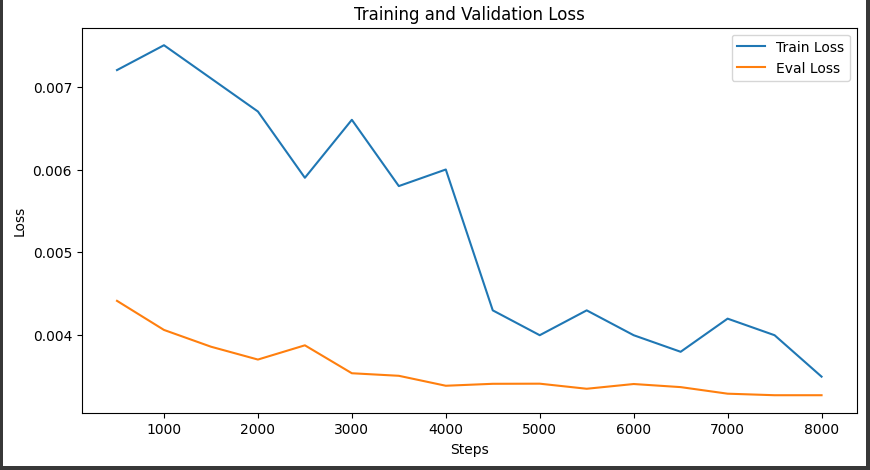 Training and Validation Loss
Train Loss
Eval Loss
0.007
0.006
0.005
0.004
Loss
1000 2000 3000 4000 5000 6000 7000 8000
Steps